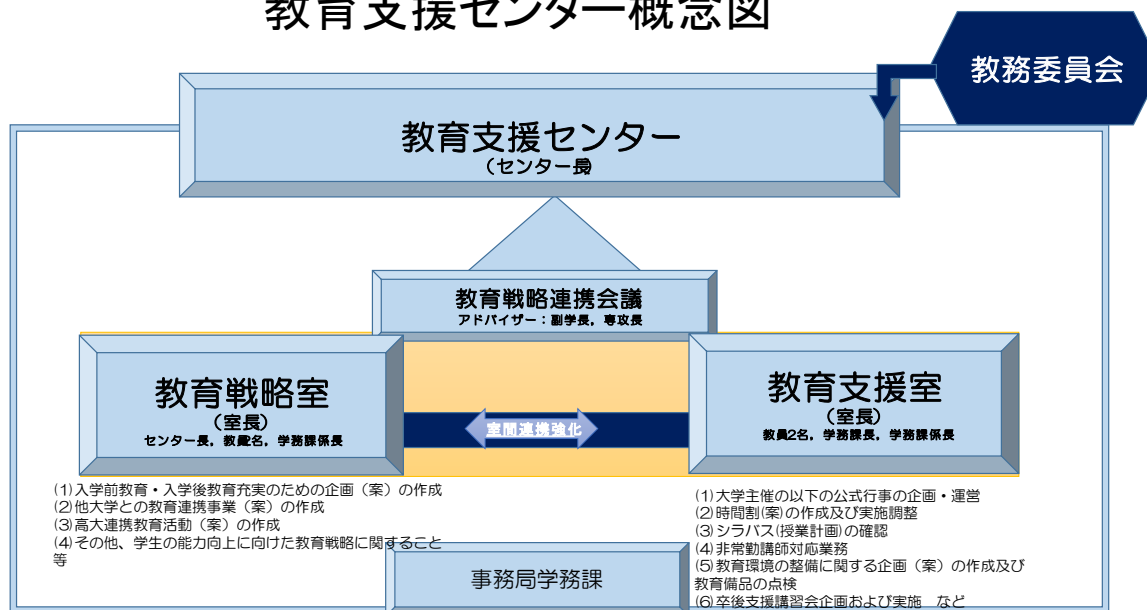 教育支援センター概念図
教務委員会
教育支援センター
（センター長）
教育戦略連携会議
アドバイザー：副学長，専攻長
教育戦略室
（室長）
センター長，教員名，学務課係長
室間連携強化
教育支援室
（室長）
教員2名，学務課長，学務課係長
(1)入学前教育・入学後教育充実のための企画（案）の作成
(2)他大学との教育連携事業（案）の作成
(3)高大連携教育活動（案）の作成
(4)その他、学生の能力向上に向けた教育戦略に関すること
等
(1)大学主催の以下の公式行事の企画・運営
(2)時間割(案)の作成及び実施調整
(3)シラバス(授業計画)の確認
(4)非常勤講師対応業務
(5)教育環境の整備に関する企画（案）の作成及び
教育備品の点検
(6)卒後支援講習会企画および実施　など
事務局学務課